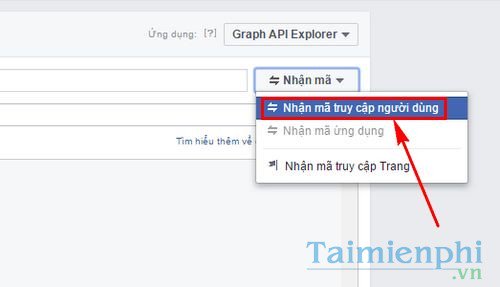 Ứng dụng: [?] Graph API Explorer
Nhận mã
Nhận mã truy cập người dùng
Nhận mã ứng dụng
Tìm hiểu thêm về
Nhận mã truy cập Trang
Taimienphi
.vn